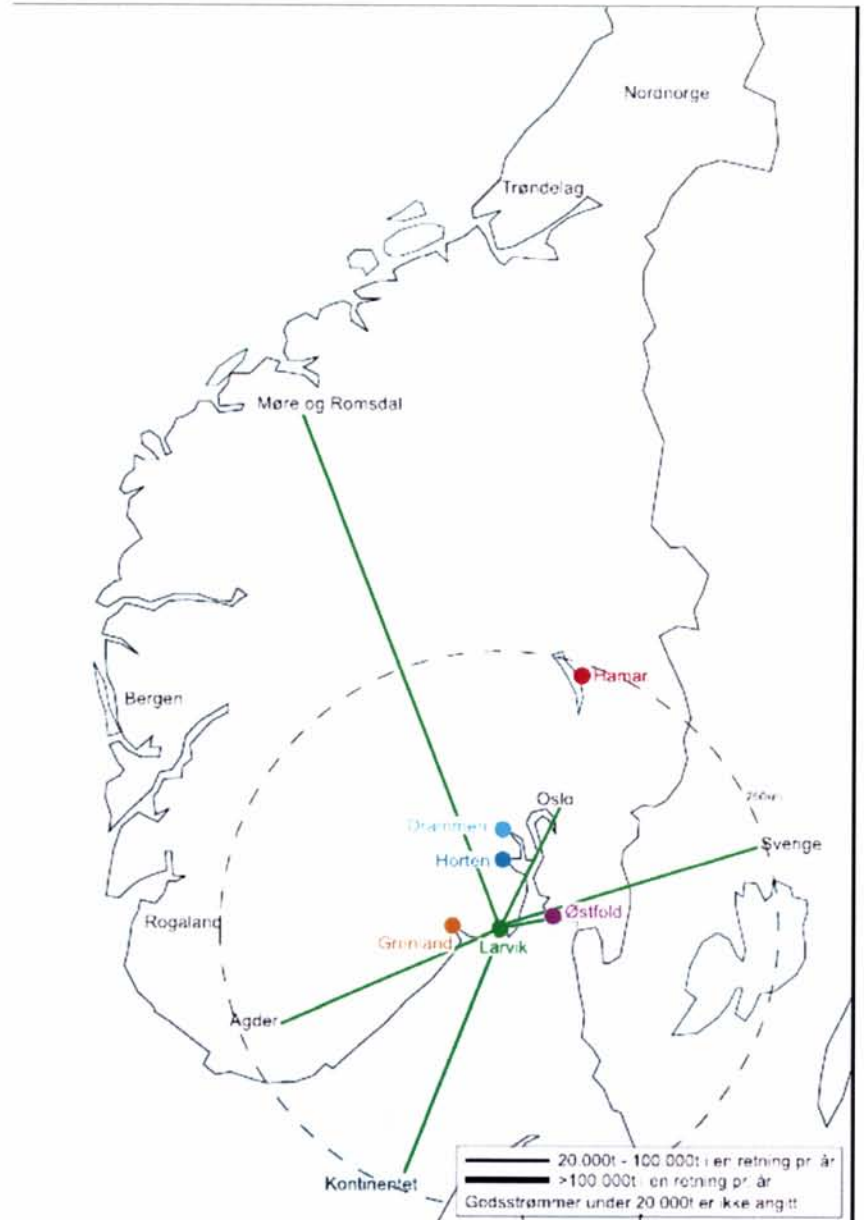 Nordnorge
Trøndelag
Møre og Romsdal
Bergen
Hamar
Oslo
Drammen
Horten
Sverige
Østfold
Rogaland
Grenland
Larvik
Agder
Kontinentet
20.000t - 100.000t i en retning pr. år
>100.000t i en retning pr. år
Godsstrømmer under 20.000t er ikke angitt